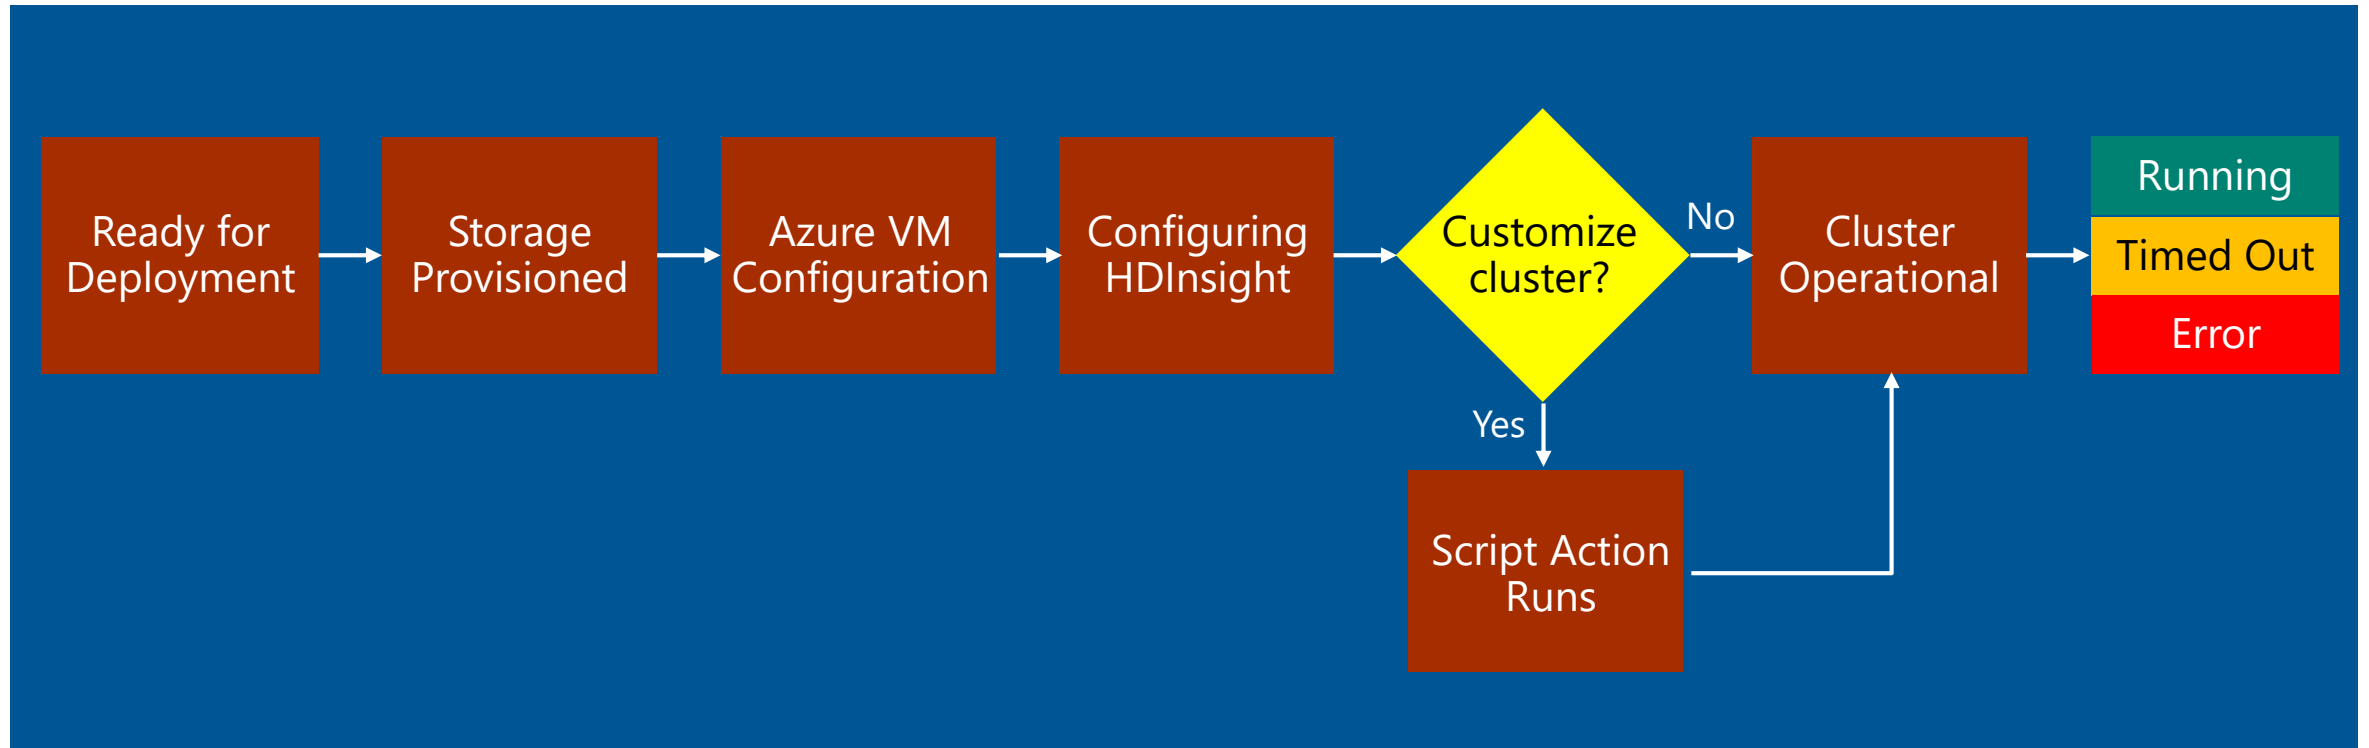 Ready for
Deployment
Storage
Provisioned
Azure VM
Configuration
Configuring
HDInsight
Customize
cluster?
No
Yes
Script Action
Runs
Cluster
Operational
Running
Timed Out
Error